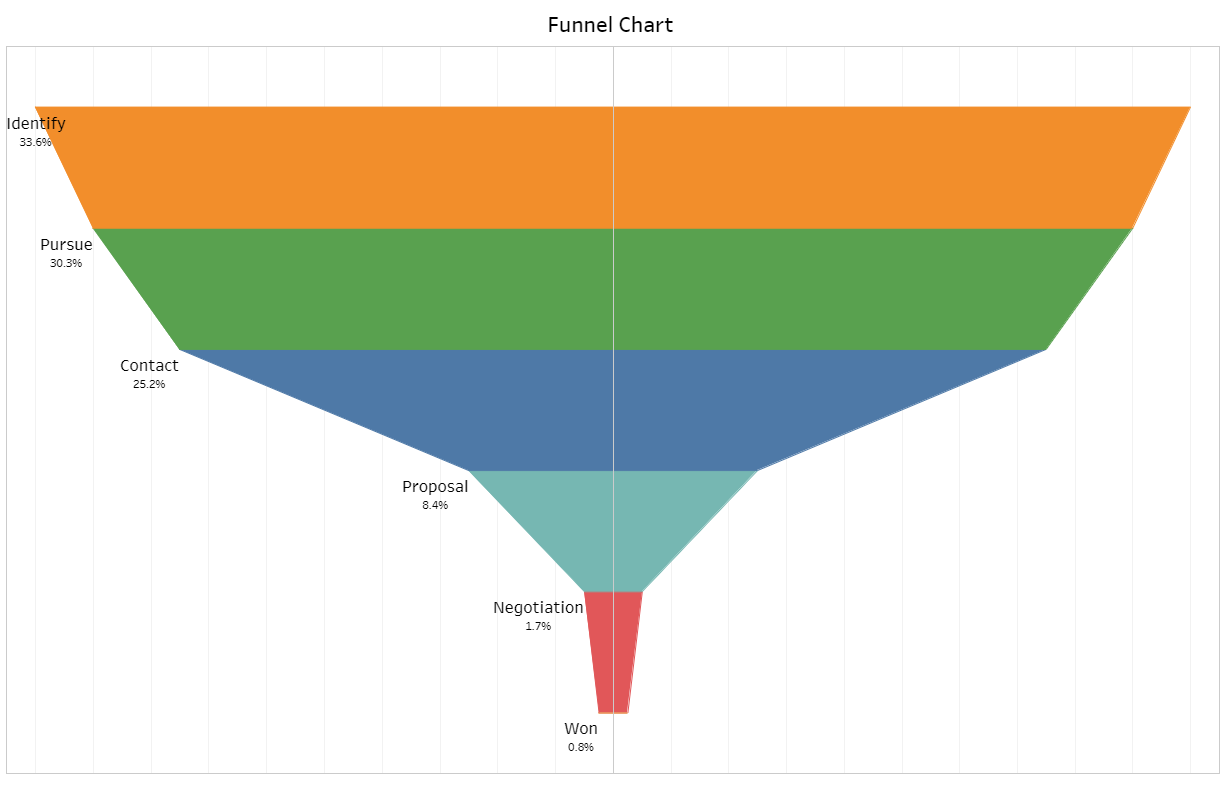 Funnel Chart
Identify
33.6%
Pursue
30.3%
Contact
25.2%
Proposal
8.4%
Negotiation
1.7%
Won
0.8%